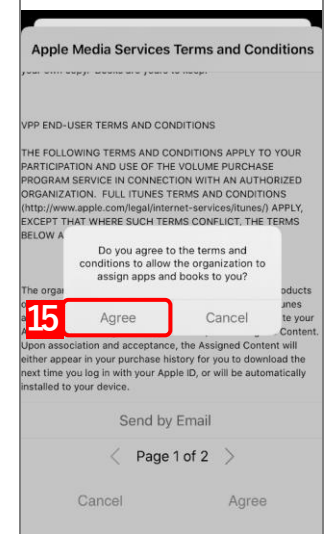 Apple Media Services Terms and Conditions
VPP END-USER TERMS AND CONDITIONS
THE FOLLOWING TERMS AND CONDITIONS APPLY TO YOUR
PARTICIPATION AND USE OF THE VOLUME PURCHASE
PROGRAM SERVICE IN CONNECTION WITH AN AUTHORIZED
ORGANIZATION. FULL ITUNES TERMS AND CONDITIONS
(http://www.apple.com/legal/internet-services/itunes/) APPLY,
EXCEPT THAT WHERE SUCH TERMS CONFLICT, THE TERMS
BELOW
Do you agree to the terms and
conditions to allow the organization to
assign apps and books to you?
The
15
Agree
Cancel
Content.
Upon association and acceptance, the Assigned Content will
either appear in your purchase history for you to download the
next time you log in with your Apple ID, or will be automatically
installed to your device.
Send by Email
< Page 1 of 2 >
Cancel
Agree